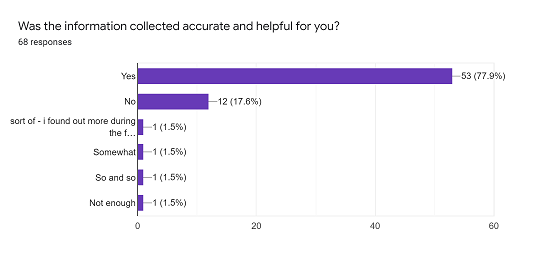 Was the information collected accurate and helpful for you?
68 responses
Yes
53 (77.9%)
No
12 (17.6%)
sort of - i found out more during
the f...
1 (1.5%)
Somewhat
1 (1.5%)
So and so
1 (1.5%)
Not enough
1 (1.5%)
0
20
40
60